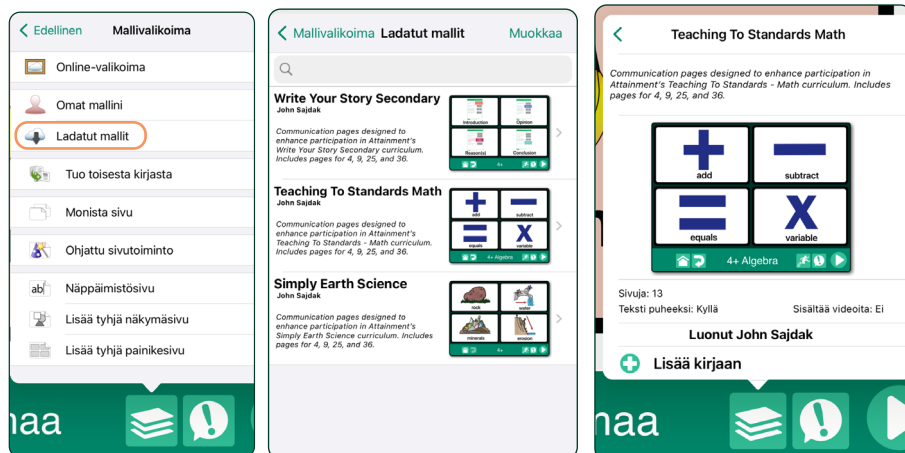 Edellinen
Mallivalikoima
Online-valikoima
Omat mallini
Ladatut mallit
Tuo toisesta kirjasta
Monista sivu
Ohjattu sivutoiminto
ab
Näppäimistösivu
Lisää tyhjä näkymäsivu
Lisää tyhjä painikesivu
naa
Mallivalikoima Ladatut mallit
Muokkaa
Write Your Story Secondary
John Sajdak
Communication pages designed to
enhance participation in Attainment's
Write Your Story Secondary curriculum.
Includes pages for 4, 9, 25, and 36.
Introduction
Opinion
Reason(s)
Conclusion
4+
Teaching To Standards Math
John Sajdak
Communication pages designed to
enhance participation in Attainment's
Teaching To Standards - Math curriculum.
Includes pages for 4, 9, 25, and 36.
add
subtract
equals
variable
4+ Algebra
Simply Earth Science
John Sajdak
Communication pages designed to
enhance participation in Attainment's
Simply Earth Science curriculum. Includes
pages for 4, 9, 25, and 36.
rock
water
minerals
erosion
4+
Teaching To Standards Math
Communication pages designed to enhance participation in
Attainment's Teaching To Standards - Math curriculum. Includes
pages for 4, 9, 25, and 36.
add
subtract
equals
X
variable
4+ Algebra
Sivuja: 13
Teksti puheeksi: Kyllä
Sisältää videoita: Ei
Luonut John Sajdak
Lisää kirjaan
naa